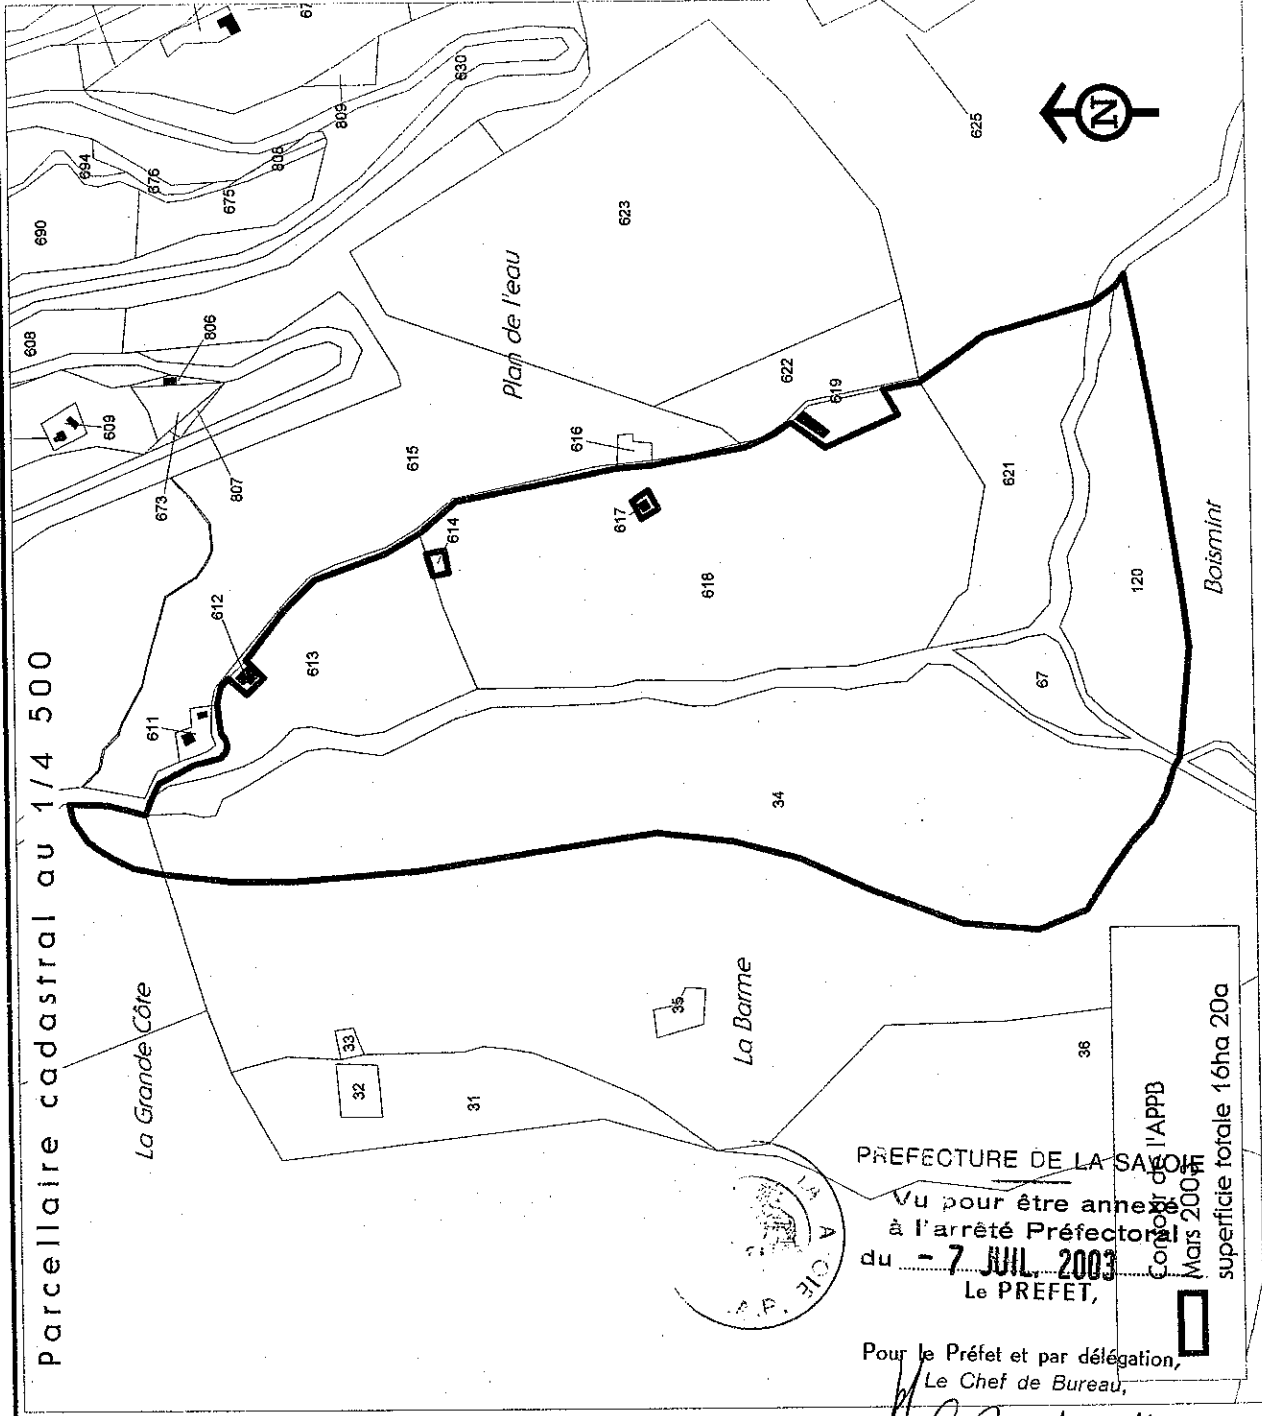 Parcellaire cadastral au 1/4 500
La Grande Côte
Plan de l'eau
La Barme
Boismint
N
690
694
676
675
808
809
630
67
608
806
609
673
807
625
623
622
619
616
615
614
617
612
613
611
618
621
120
67
34
33
32
31
35
36
Contour de l'APPB
Mars 2003
superficie totale 16ha 20a
PREFECTURE DE LA SAVOIE
Vu pour être annexé
à l'arrêté Préfectoral
du - 7 JUIL. 2003
Le PREFET,
Pour le Préfet et par délégation,
Le Chef de Bureau,